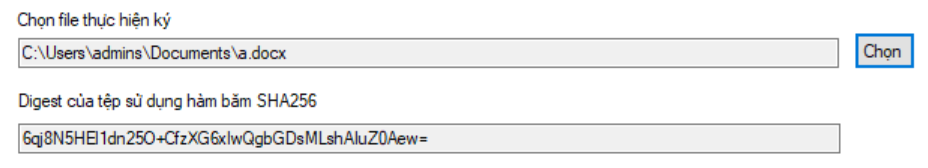 Chọn file thực hiện ký
C:\Users\admins\Documents\a.docx
Chọn
Digest của tệp sử dụng hàm băm SHA256
6qj8N5HEl1dn25O+CfzXG6xIwQgbGDsMLshAluZ0Aew=